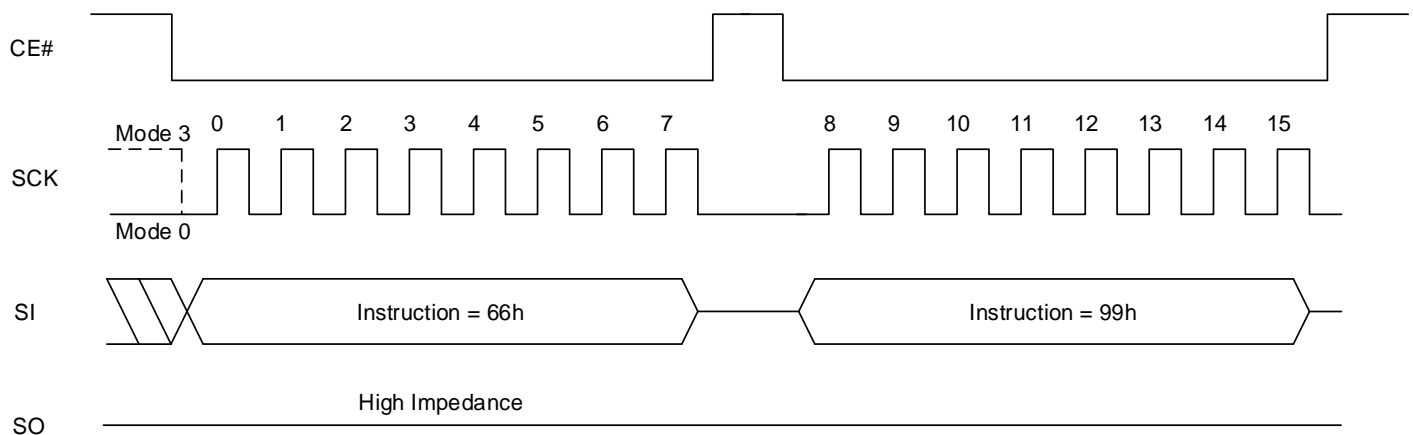 CE#
Mode 3
0 1 2 3 4 5 6 7 8 9 10 11 12 13 14 15
SCK
Mode 0
SI
Instruction = 66h
Instruction = 99h
High Impedance
SO